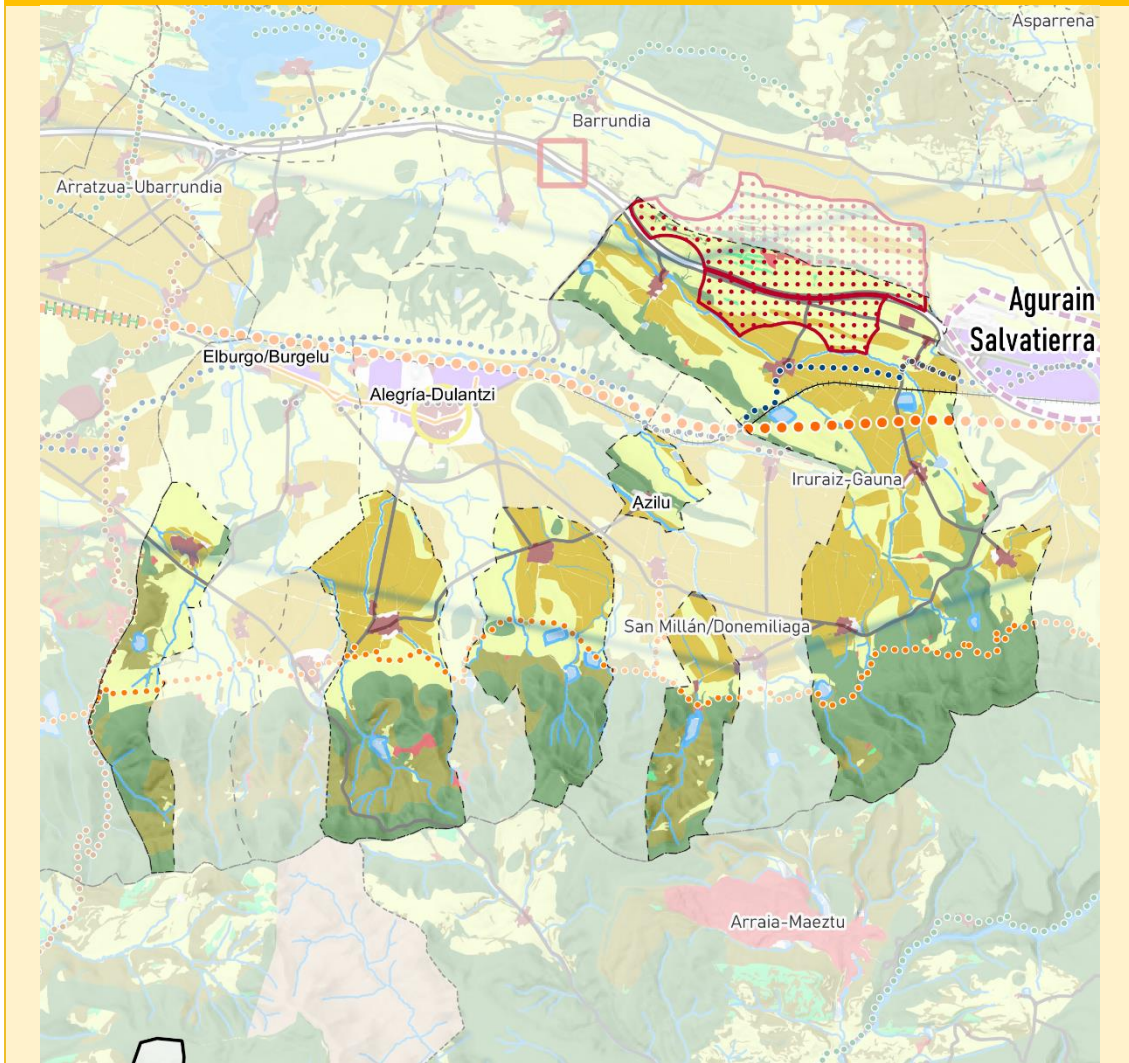 Asparrena
Barrundia
Arratzua-Ubarrundia
Agurain
Salvatierra
Elburgo/Burgelu
Alegría-Dulantzi
Iruraiz-Gauna
Azilu
San Millán/Donemiliaga
Arraia-Maeztu